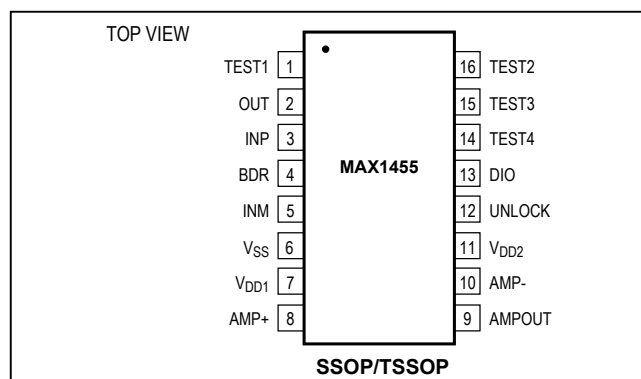 TOP VIEW
TEST1 1
OUT 2
INP 3
BDR 4
INM 5
VSS 6
VDD1 7
AMP+ 8
MAX1455
16 TEST2
15 TEST3
14 TEST4
13 DIO
12 UNLOCK
11 VDD2
10 AMP-
9 AMPOUT
SSOP/TSSOP